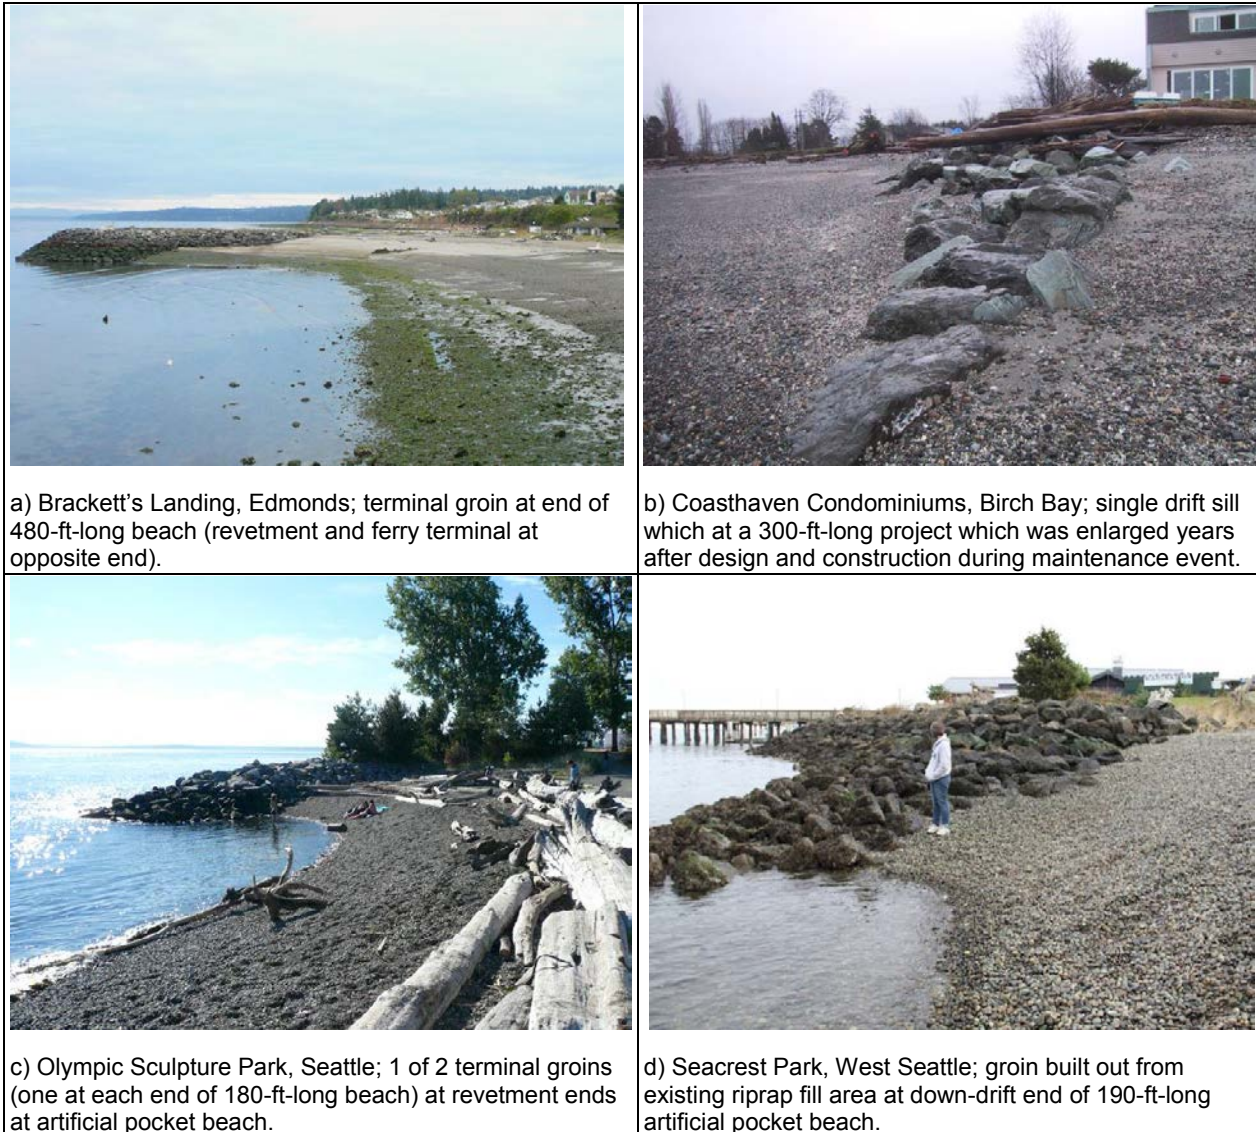 a) Brackett’s Landing, Edmonds; terminal groin at end of
480-ft-long beach (revetment and ferry terminal at
opposite end).
b) Coasthaven Condominiums, Birch Bay; single drift sill
which at a 300-ft-long project which was enlarged years
after design and construction during maintenance event.
c) Olympic Sculpture Park, Seattle; 1 of 2 terminal groins
(one at each end of 180-ft-long beach) at revetment ends
at artificial pocket beach.
d) Seacrest Park, West Seattle; groin built out from
existing riprap fill area at down-drift end of 190-ft-long
artificial pocket beach.